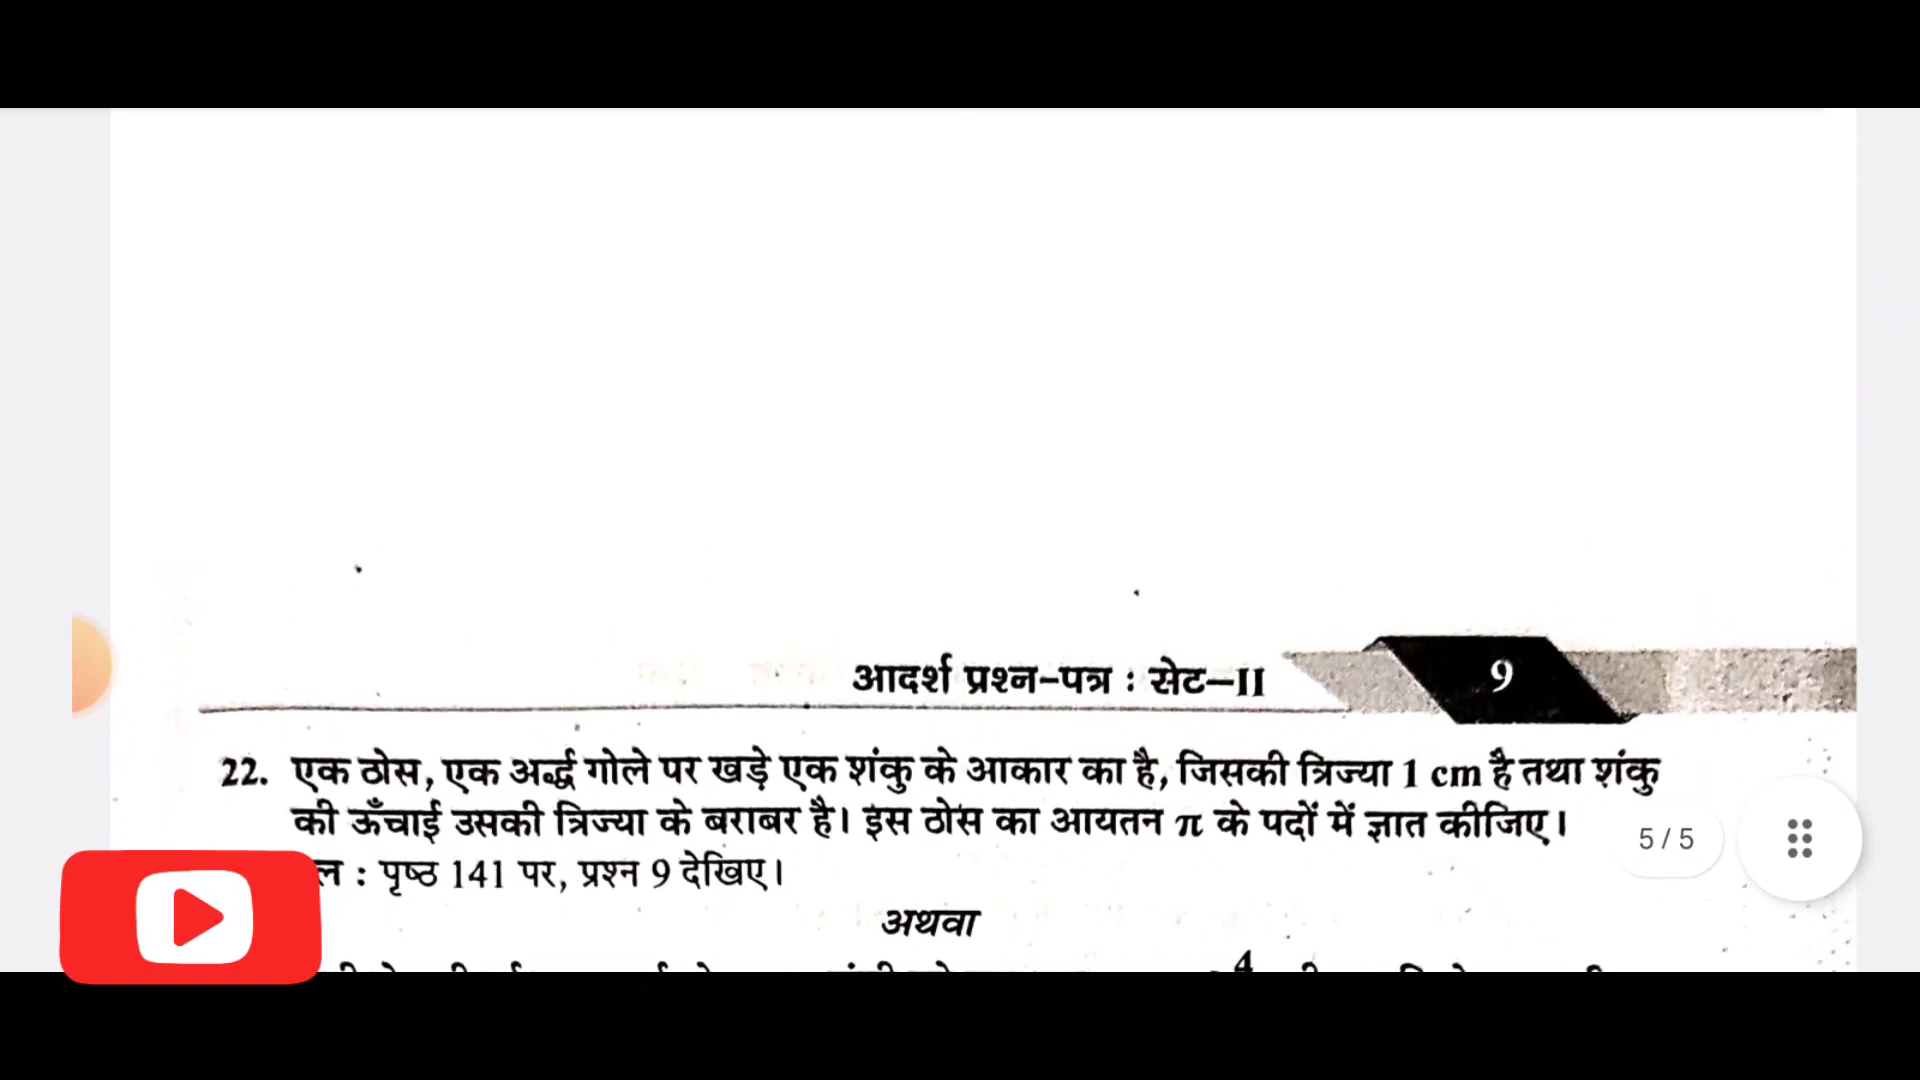 आदर्श प्रश्न-पत्र : सेट-II
9
22. एक ठोस, एक अर्द्ध गोले पर खड़े एक शंकु के आकार का है, जिसकी त्रिज्या 1 cm है तथा शंकु
की ऊँचाई उसकी त्रिज्या के बराबर है। इस ठोस का आयतन π के पदों में ज्ञात कीजिए।
5 / 5
ल : पृष्ठ 141 पर, प्रश्न 9 देखिए।
अथवा
4